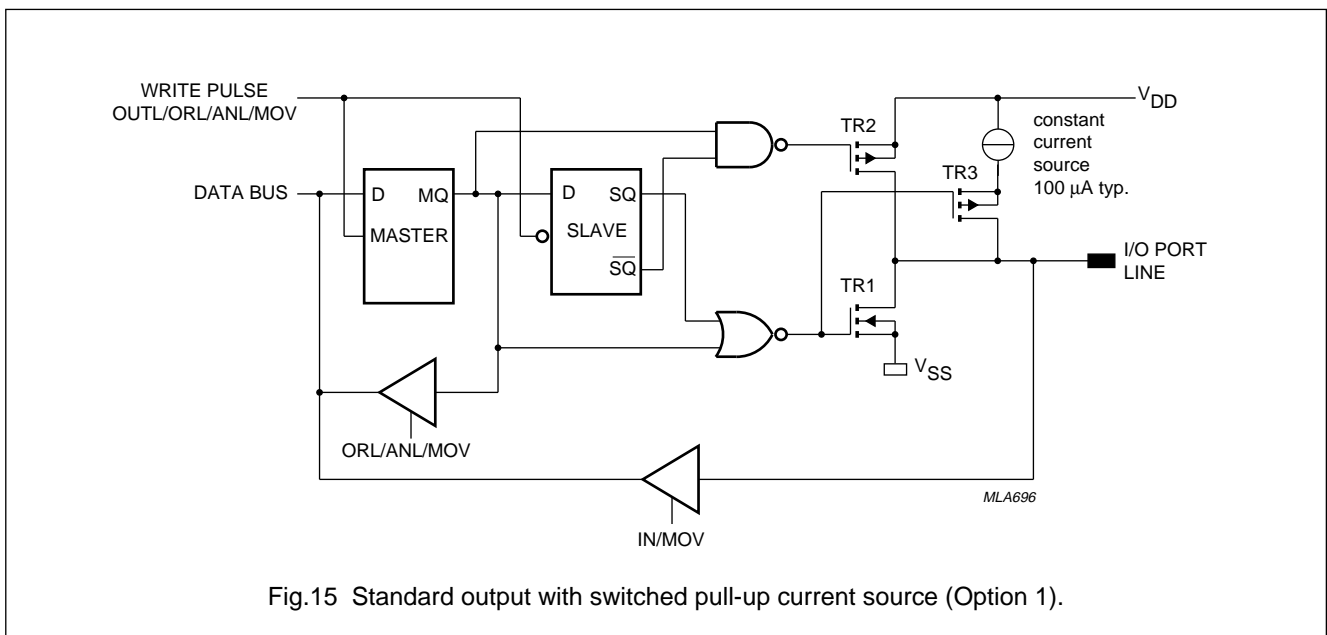 WRITE PULSE
OUTL/ORL/ANL/MOV
DATA BUS
D
MQ
MASTER
D
SQ
SLAVE
SQ
TR2
VDD
constant
current
source
100 µA typ.
TR3
I/O PORT
LINE
TR1
VSS
ORL/ANL/MOV
IN/MOV
MLA696
Fig.15 Standard output with switched pull-up current source (Option 1).